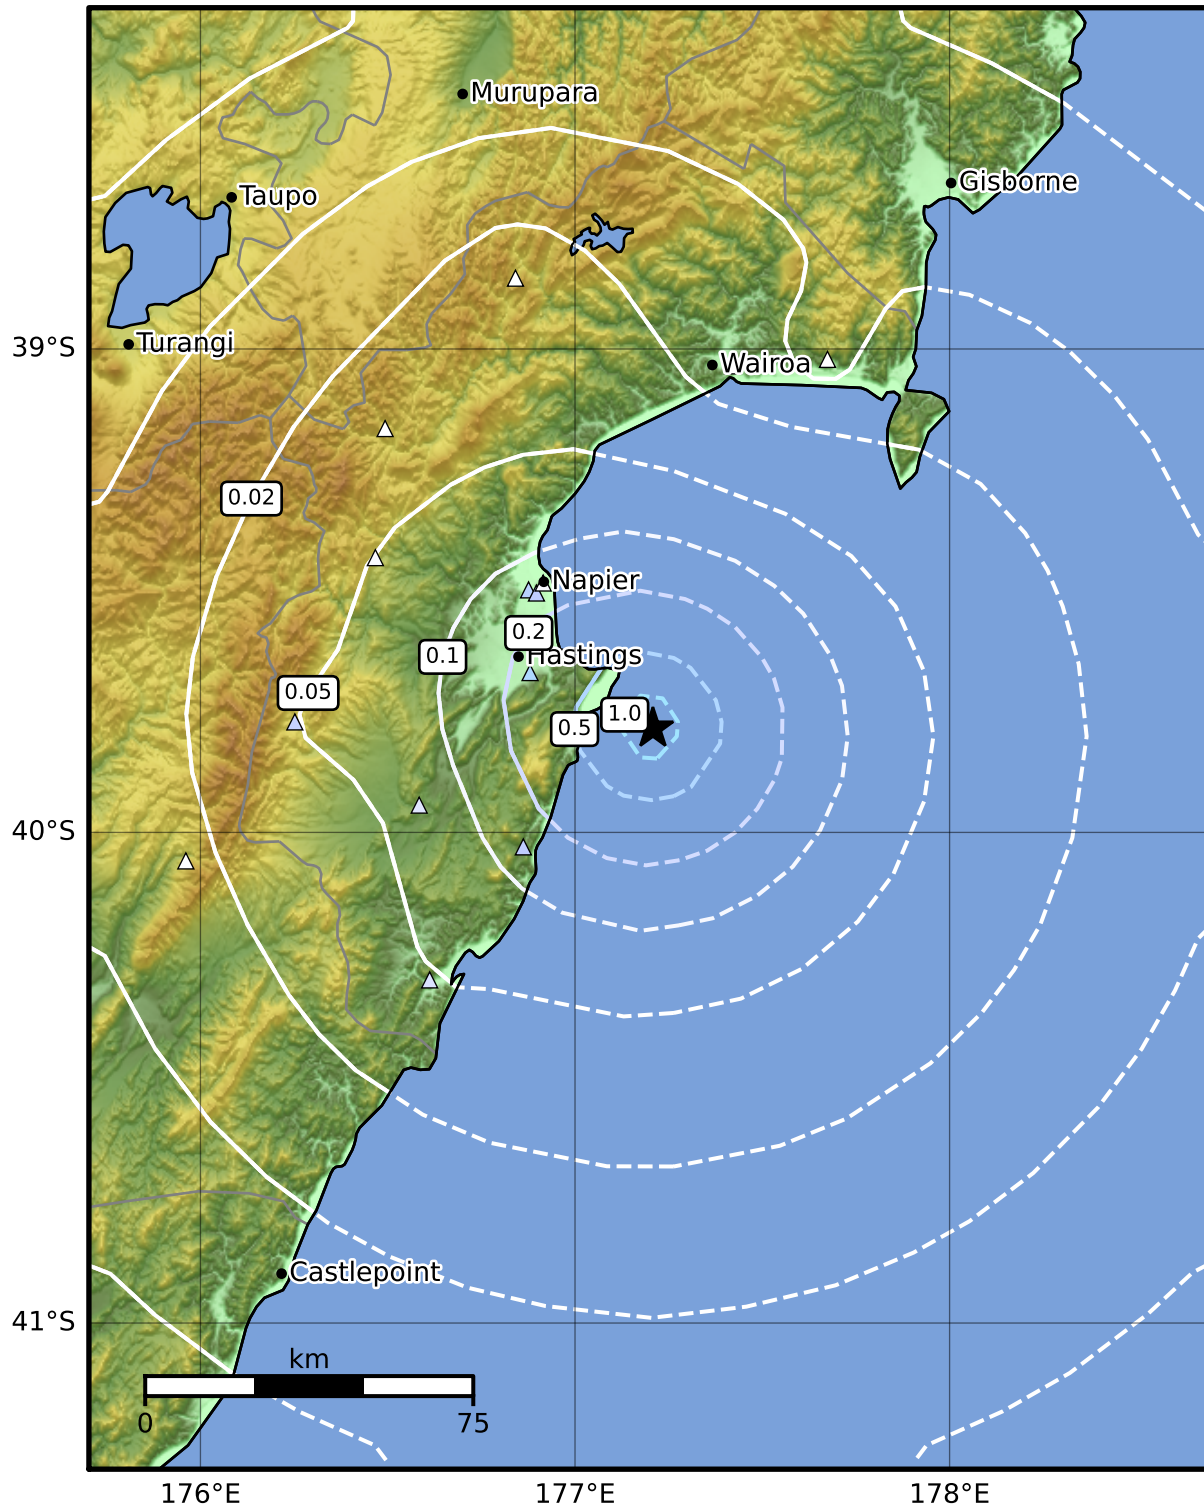 Murupara
Taupo
Gisborne
Turangi
39°S
Wairoa
0.02
Napier
0.2
0.1
Hastings
0.05
1.0
0.5
40°S
Castlepoint
41°S
km
0
75
176°E
177°E
178°E